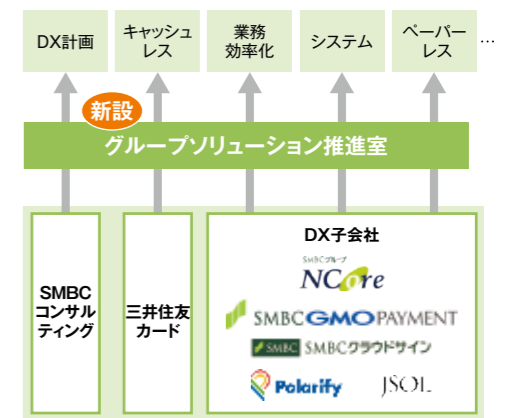 DX計画
キャッシュ
レス
業務
効率化
システム
ペーパー
レス
…
新設
グループソリューション推進室
SMBC
コンサル
ティング
三井住友
カード
DX子会社
SMBCグループ
NCore
SMBC GMO PAYMENT
SMBC SMBCクラウドサイン
Polarify JSOL